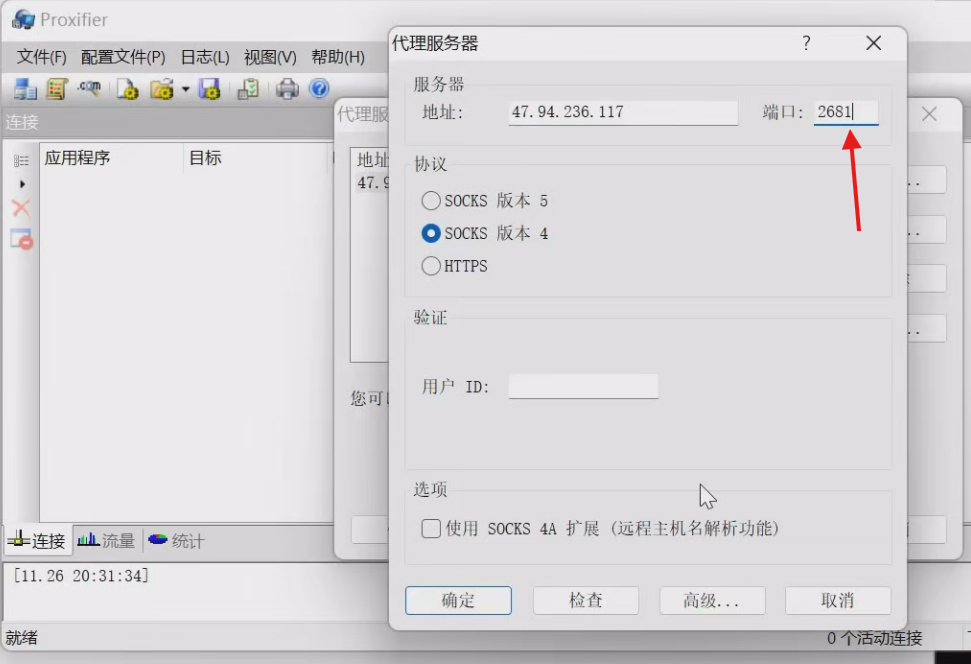 Proxifier
文件(F) 配置文件(P) 日志(L) 视图(V) 帮助(H)
连接
应用程序 目标
代理服
地址
47.9
您可
代理服务器 ?
服务器
地址: 47.94.236.117 端口: 2681
协议
SOCKS 版本 5
SOCKS 版本 4
HTTPS
验证
用户 ID:
选项
使用 SOCKS 4A 扩展 (远程主机名解析功能)
确定 检查 高级... 取消
连接 流量 统计
[11.26 20:31:34]
就绪 0 个活动连接